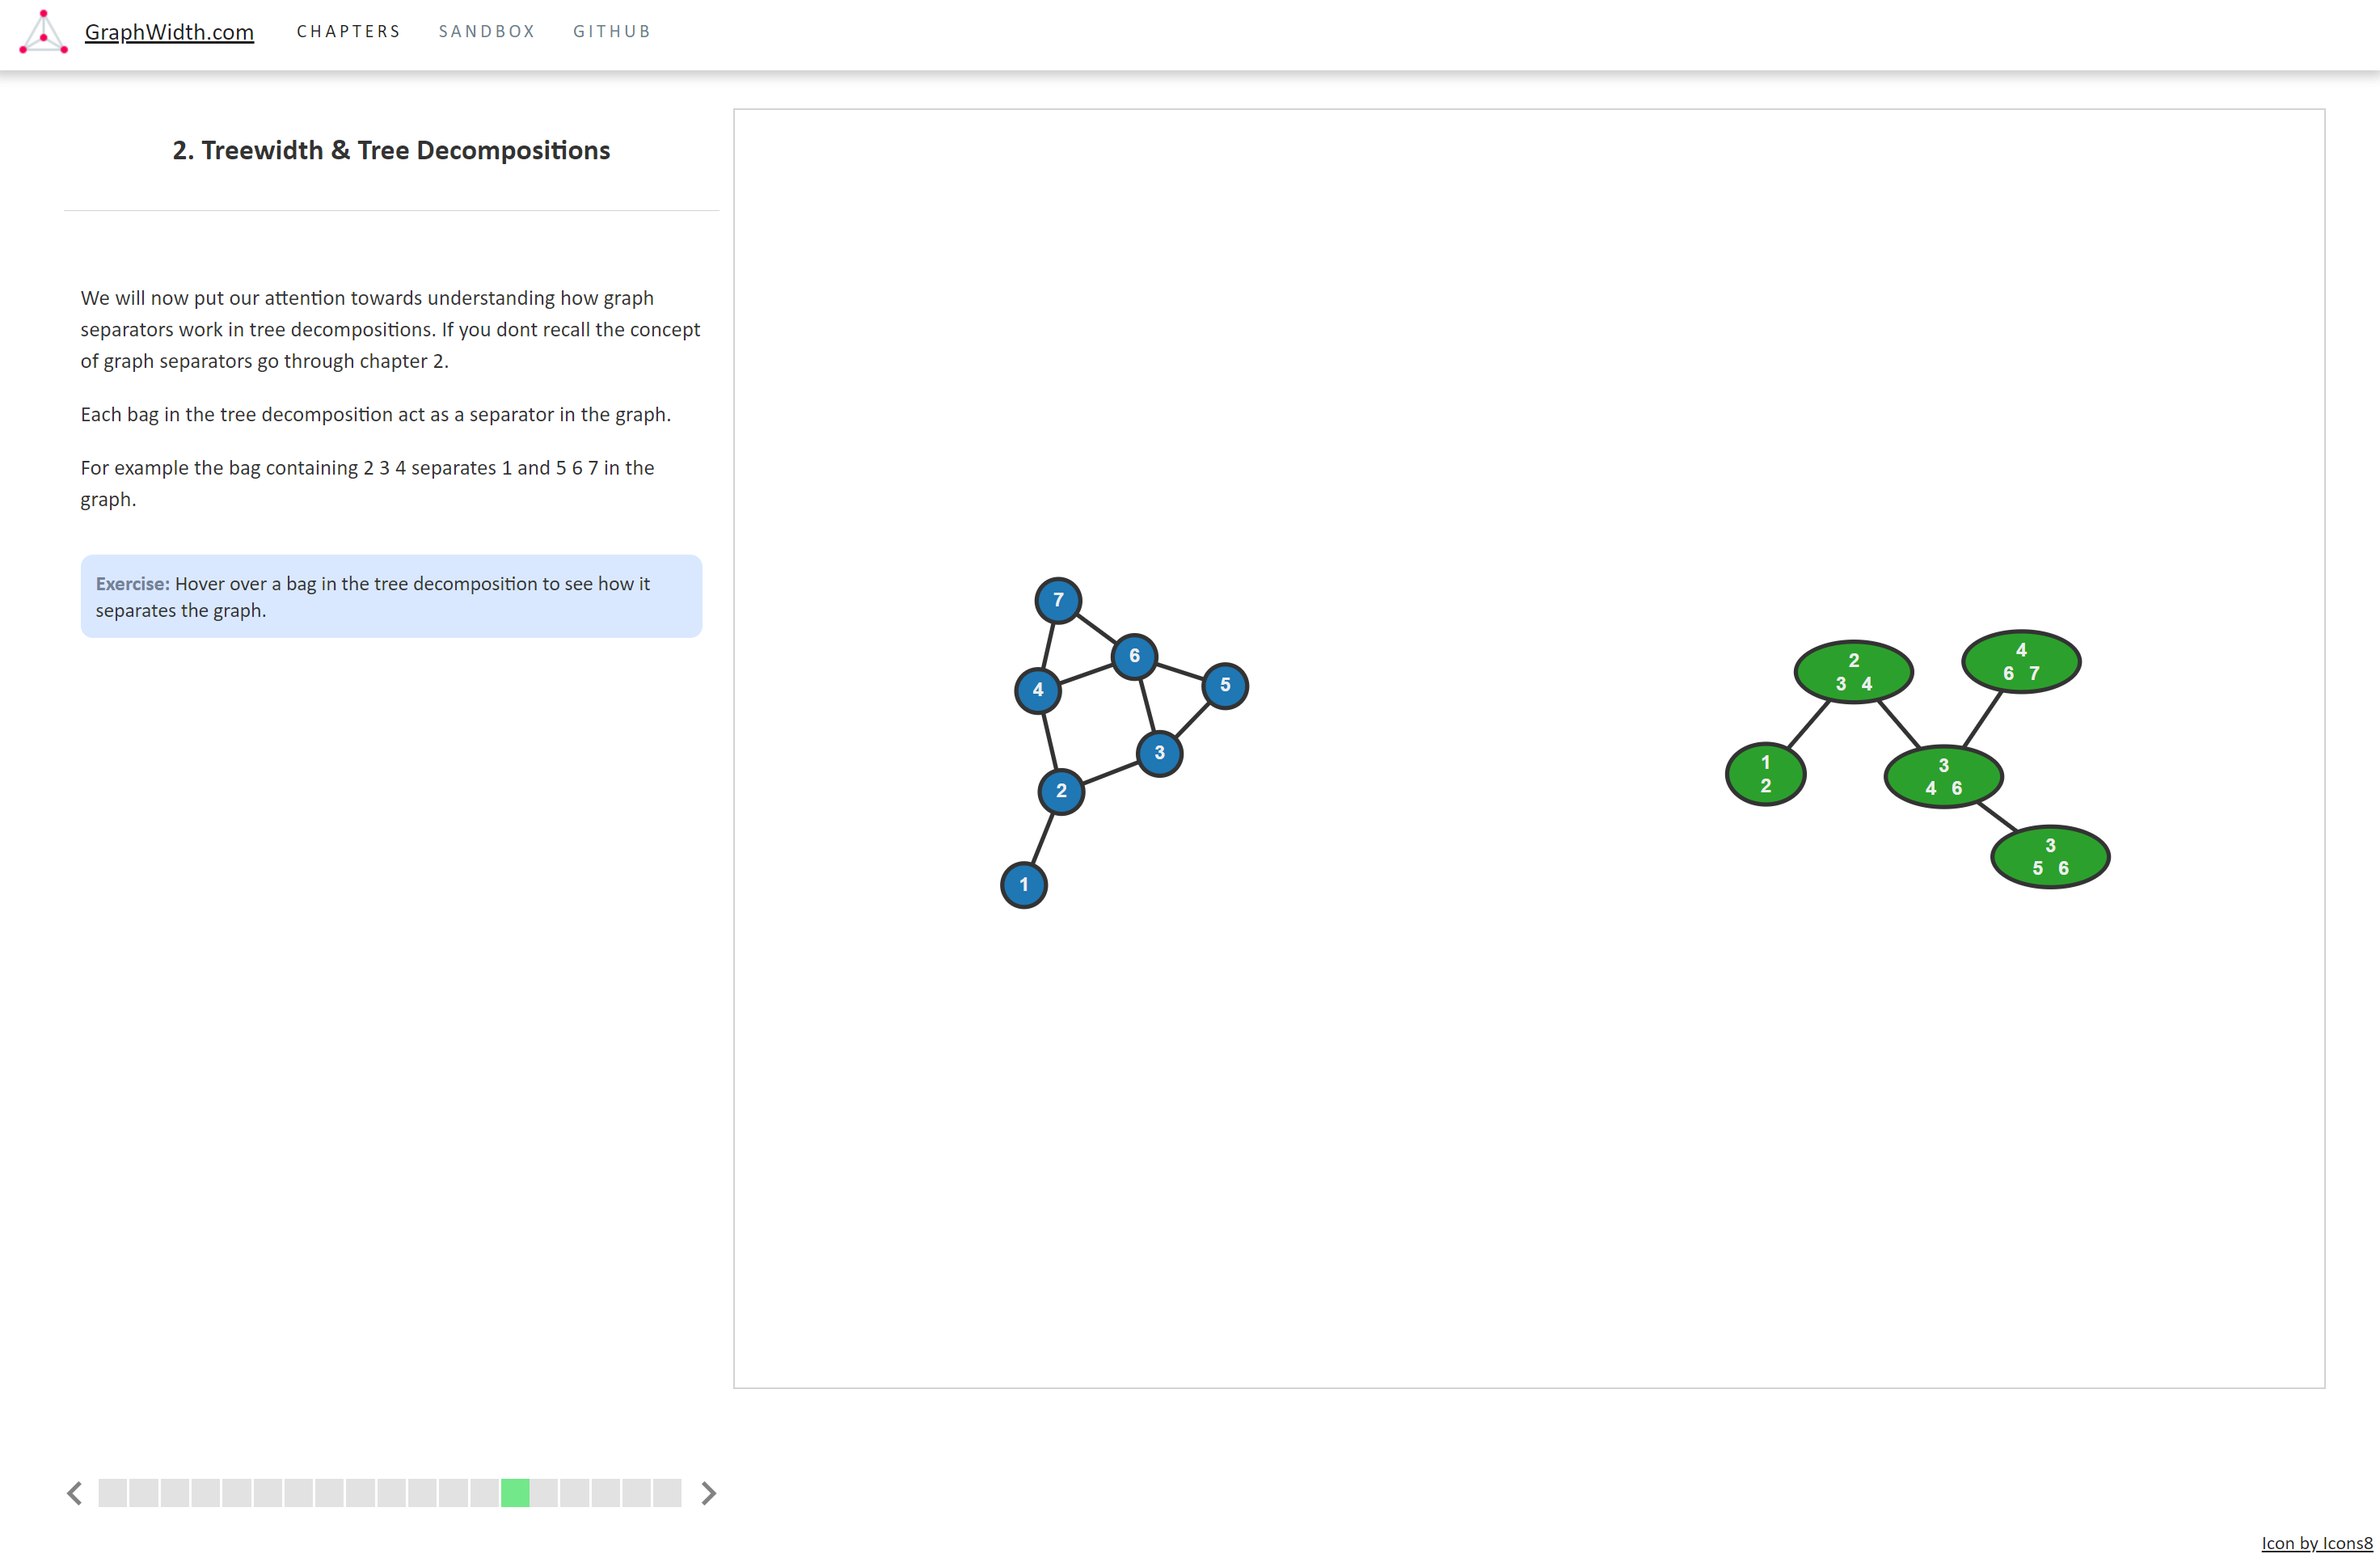 GraphWidth.com CHAPTERS SANDBOX GITHUB
2. Treewidth & Tree Decompositions
We will now put our attention towards understanding how graph
separators work in tree decompositions. If you dont recall the concept
of graph separators go through chapter 2.
Each bag in the tree decomposition act as a separator in the graph.
For example the bag containing 2 3 4 separates 1 and 5 6 7 in the
graph.
Exercise: Hover over a bag in the tree decomposition to see how it
separates the graph.
7
6
5
4
3
2
1
2
3 4
4
6 7
1
2
3
4 6
3
5 6
Icon by Icons8